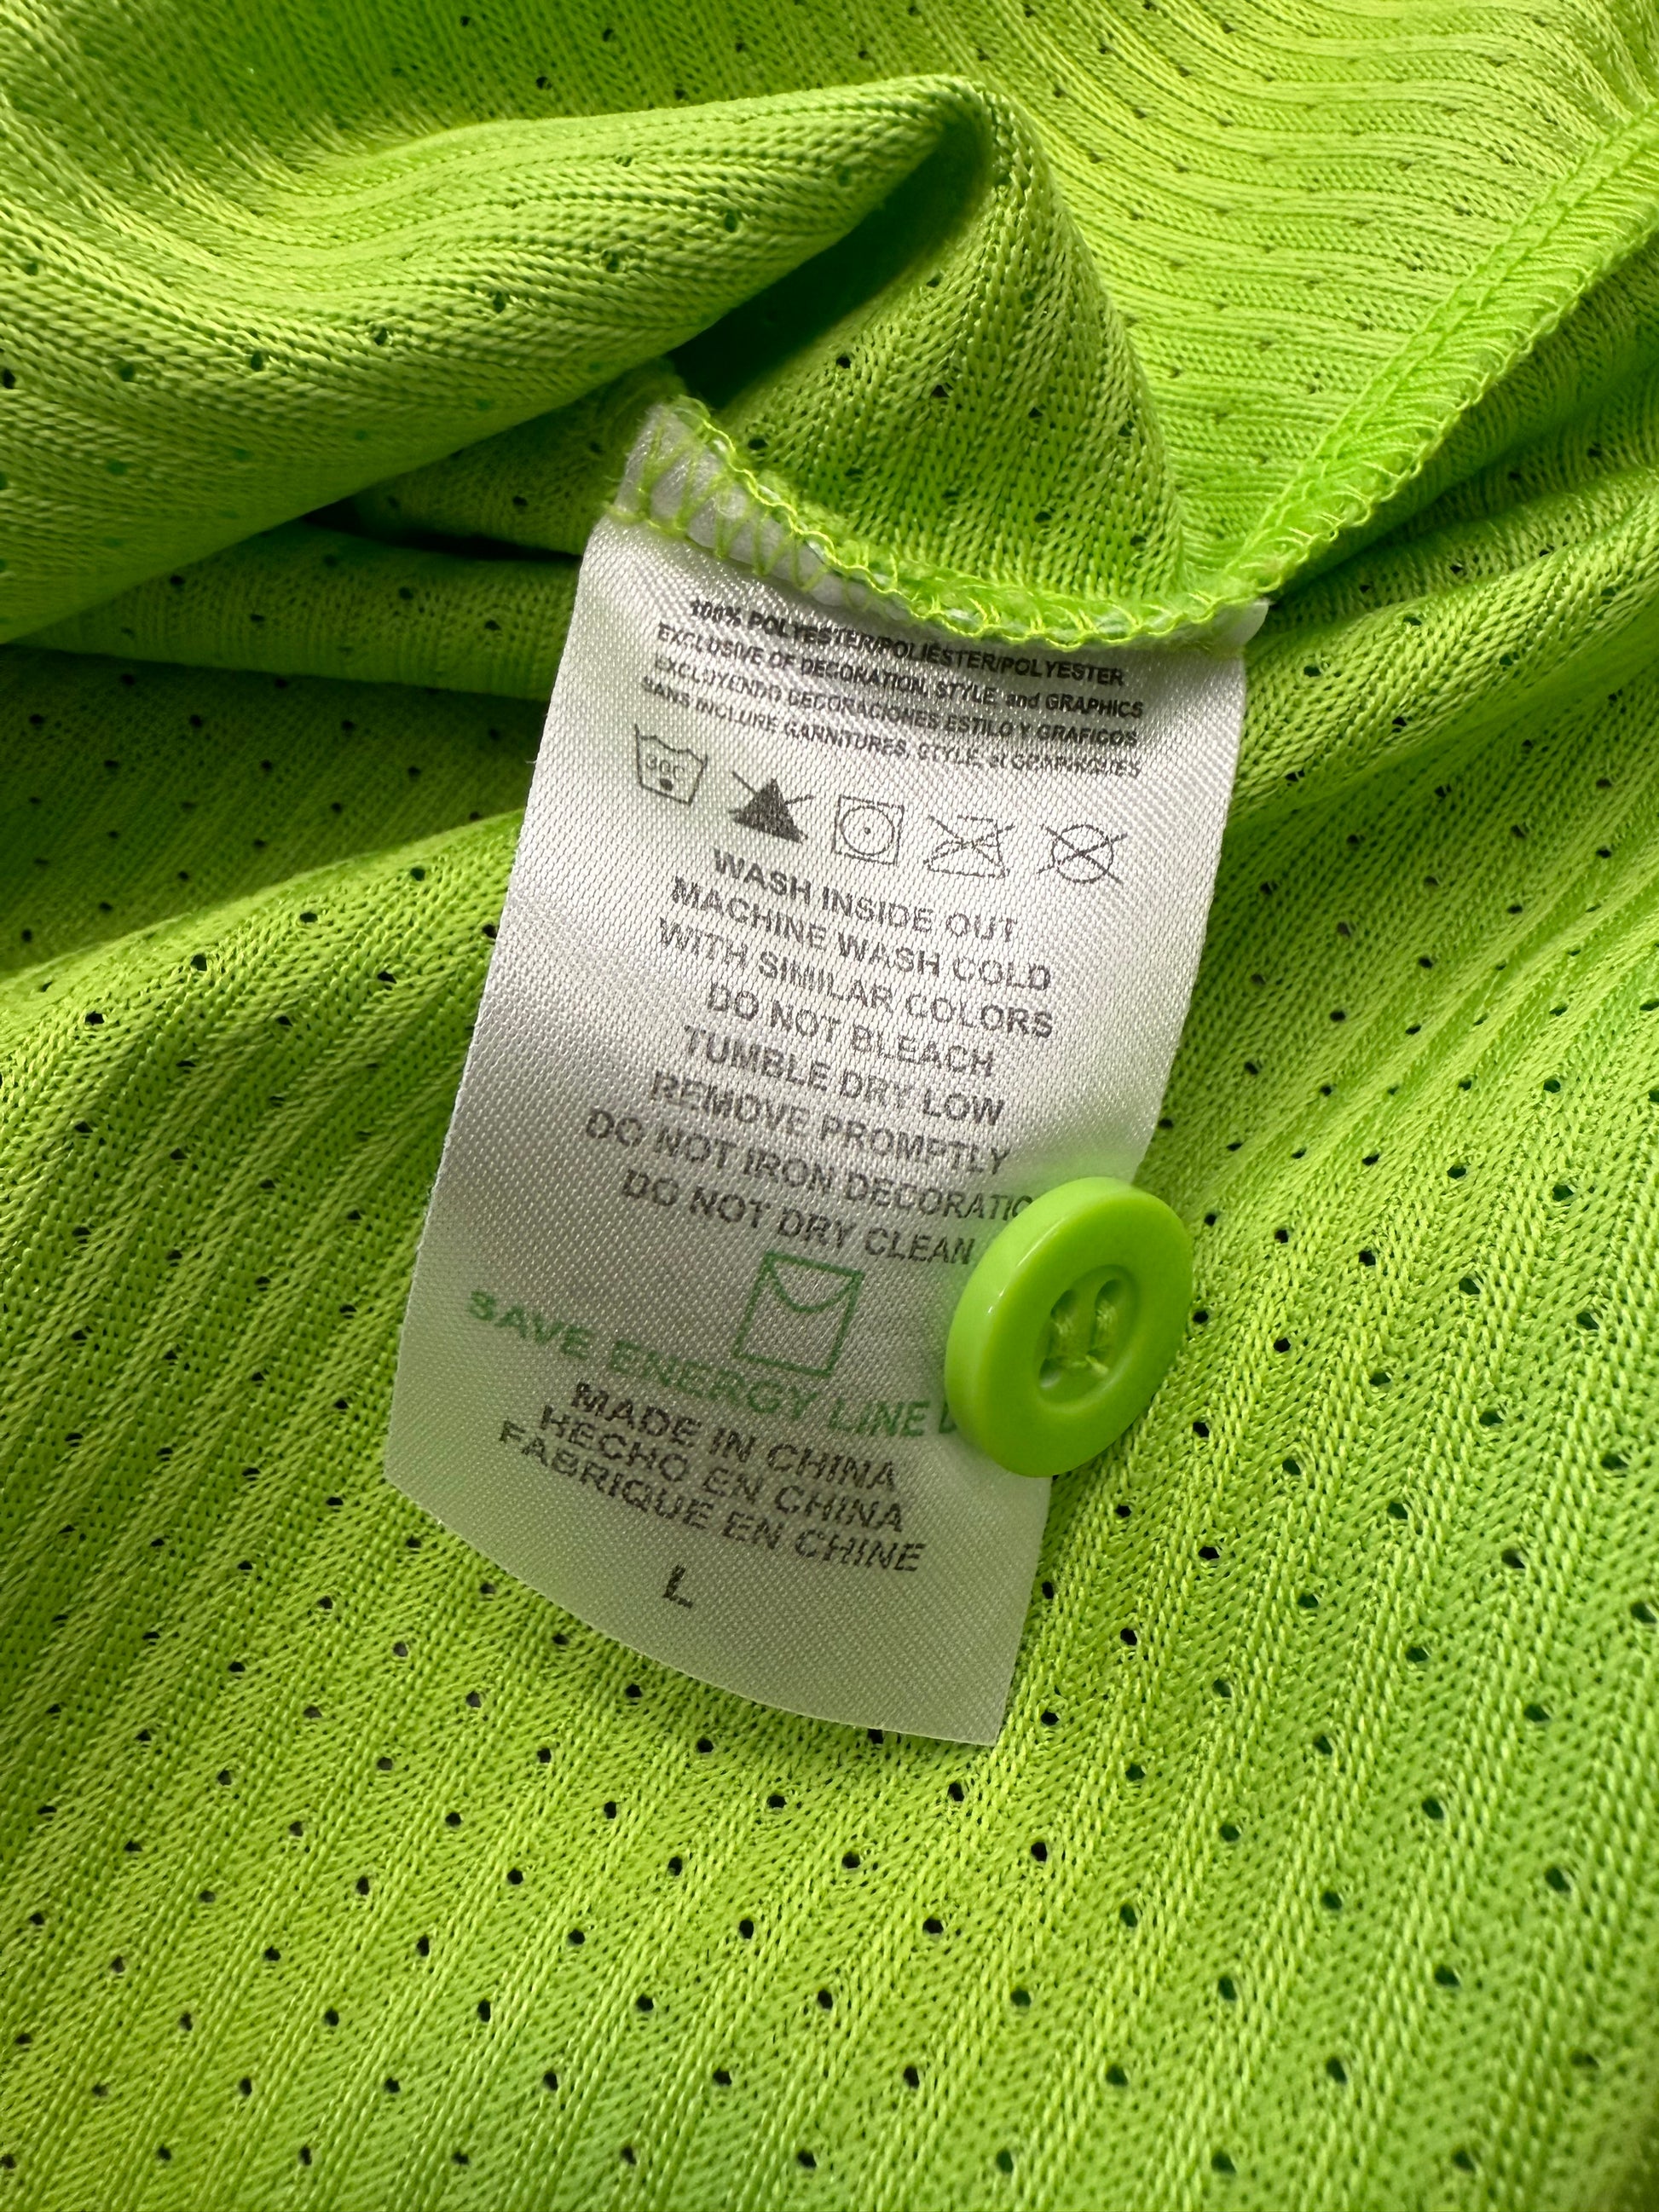 100% POLYESTER/POLIÉSTER/POLYESTER
EXCLUSIVE OF DECORATION, STYLE, and GRAPHICS
EXCLUYENDO DECORACIONES ESTILO Y GRAFICOS
SANS INCLURE GARNITURES, STYLE, et GRAPHIQUES
30C
WASH INSIDE OUT
MACHINE WASH COLD
WITH SIMILAR COLORS
DO NOT BLEACH
TUMBLE DRY LOW
REMOVE PROMPTLY
DO NOT IRON DECORATIO
DO NOT DRY CLEAN
SAVE ENERGY LINE
MADE IN CHINA
HECHO EN CHINA
FABRIQUE EN CHINE
L